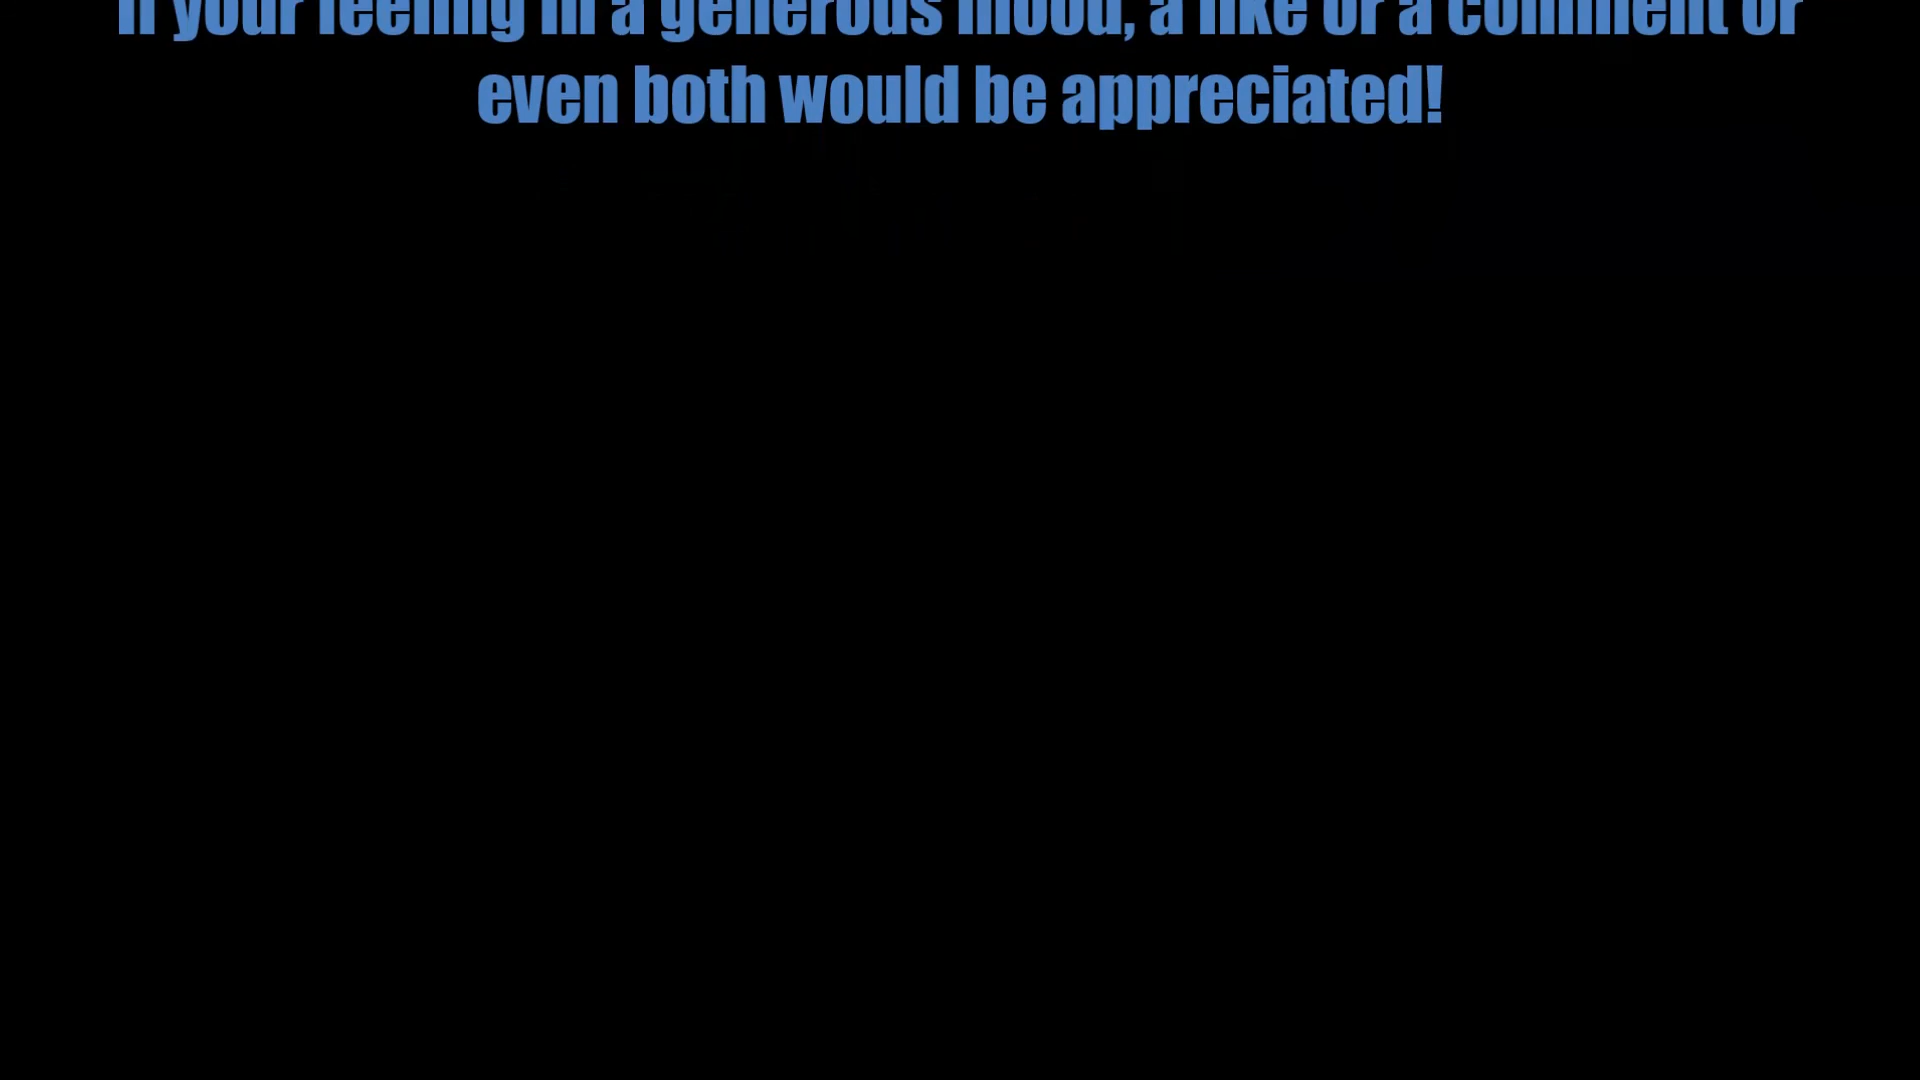 If your feeling in a generous mood, a like or a comment or
even both would be appreciated!